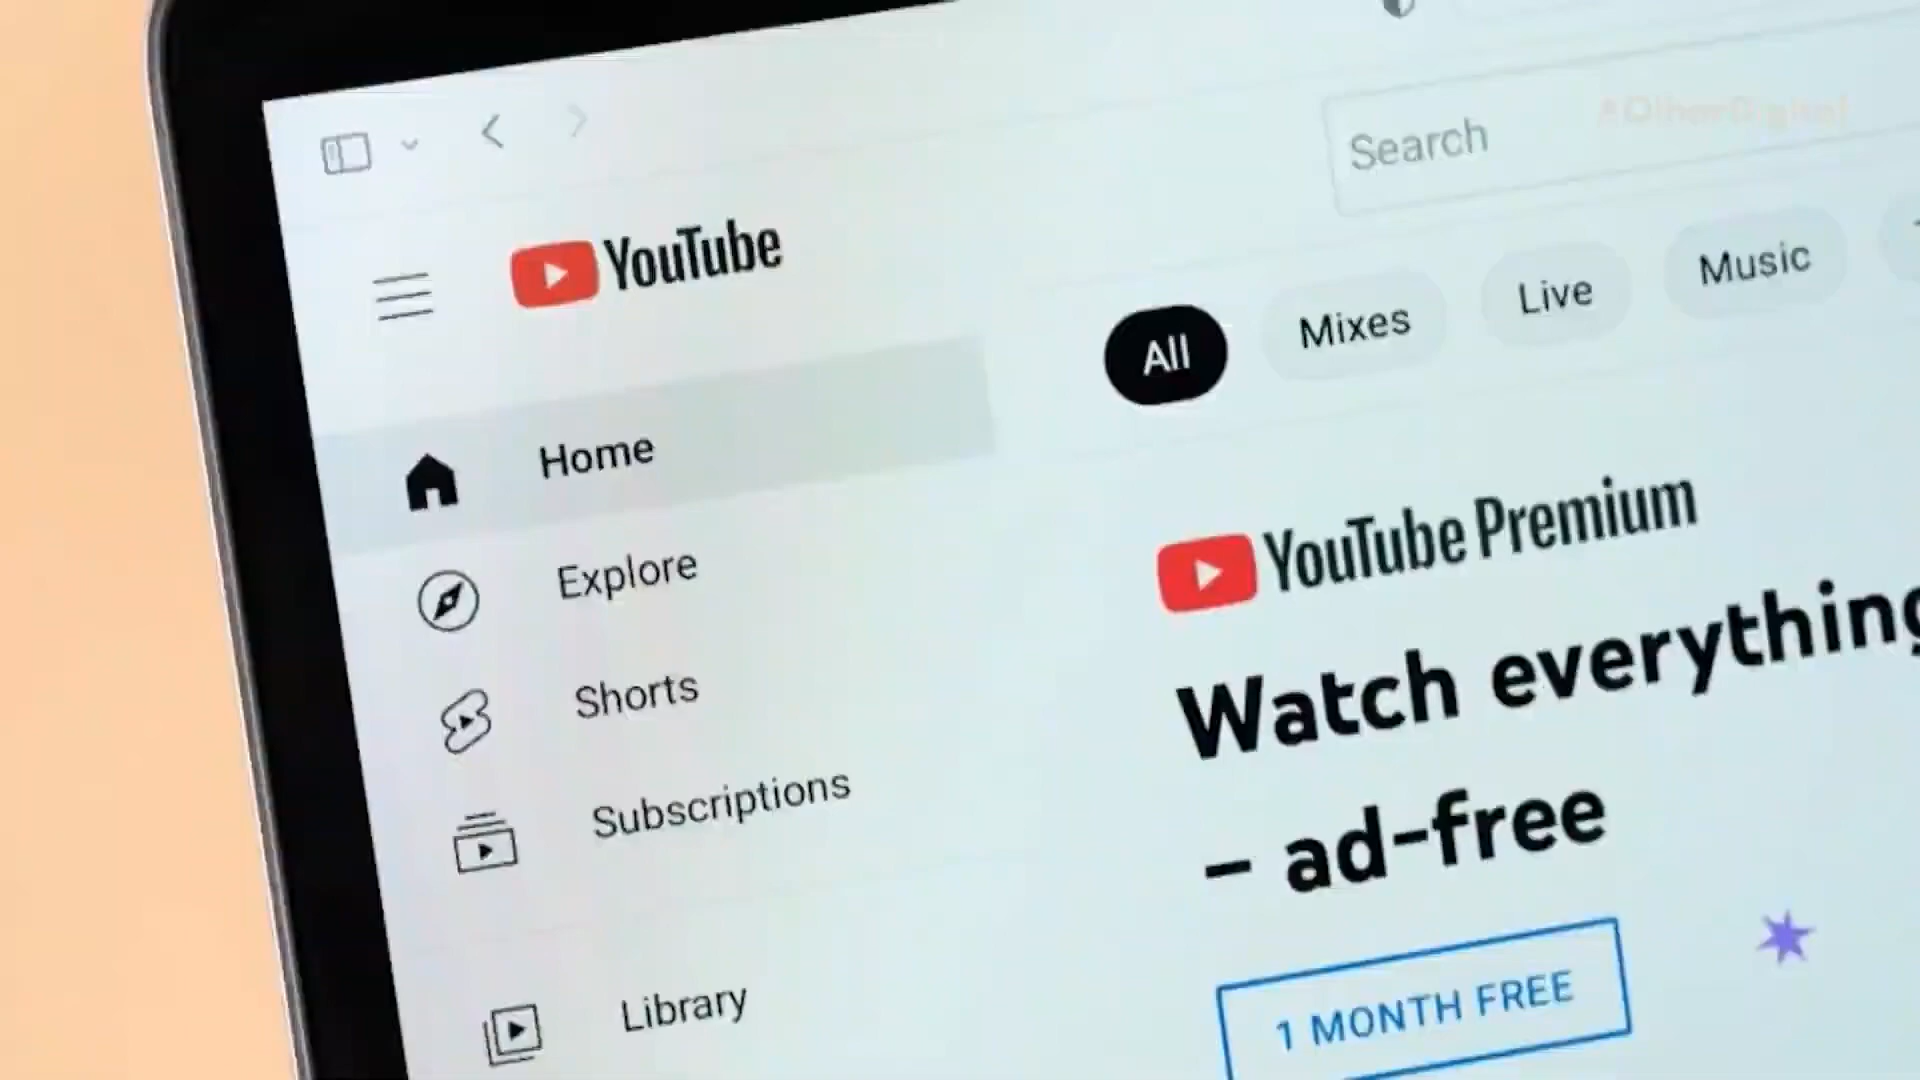 Search
YouTube
All
Mixes
Live
Music
Home
Explore
Shorts
Subscriptions
Library
YouTube Premium
Watch everything
– ad-free
1 MONTH FREE